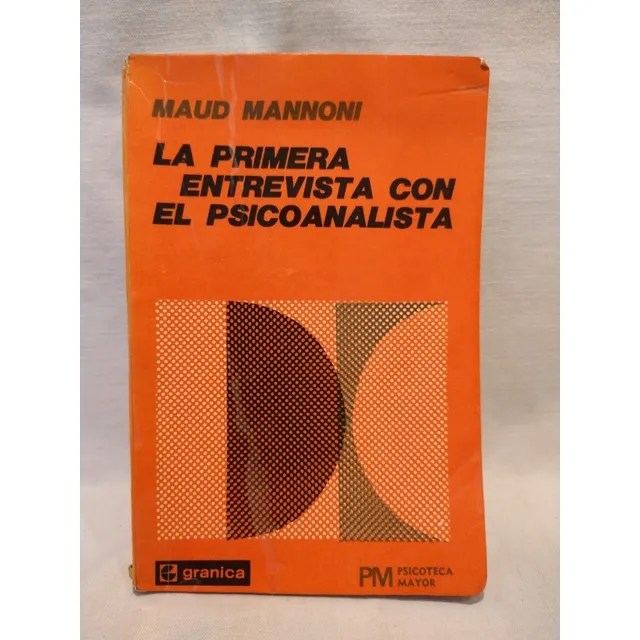 MAUD MANNONI
LA PRIMERA
ENTREVISTA CON
EL PSICOANALISTA
granica
PM PSICOTECA
MAYOR